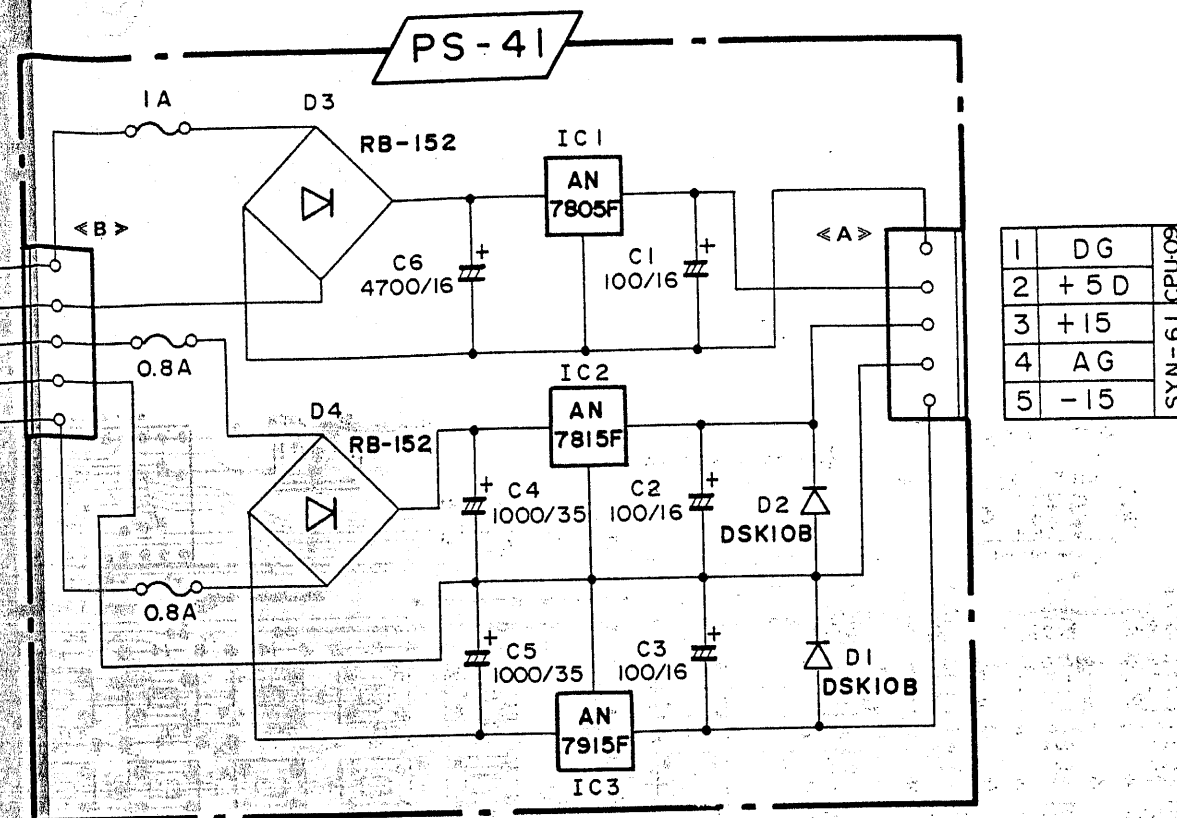 PS-41
1A
D3
RB-152
IC1
AN
7805F
≪B≫
≪A≫
C6
4700/16
+
C1
100/16
+
1 DG
2 +5D
3 +15
4 AG
5 -15
SYN-61 CPU-09
0.8A
IC2
AN
7815F
D4
RB-152
C4
1000/35
+
C2
100/16
+
D2
DSK10B
0.8A
C5
1000/35
+
C3
100/16
+
D1
DSK10B
AN
7915F
IC3